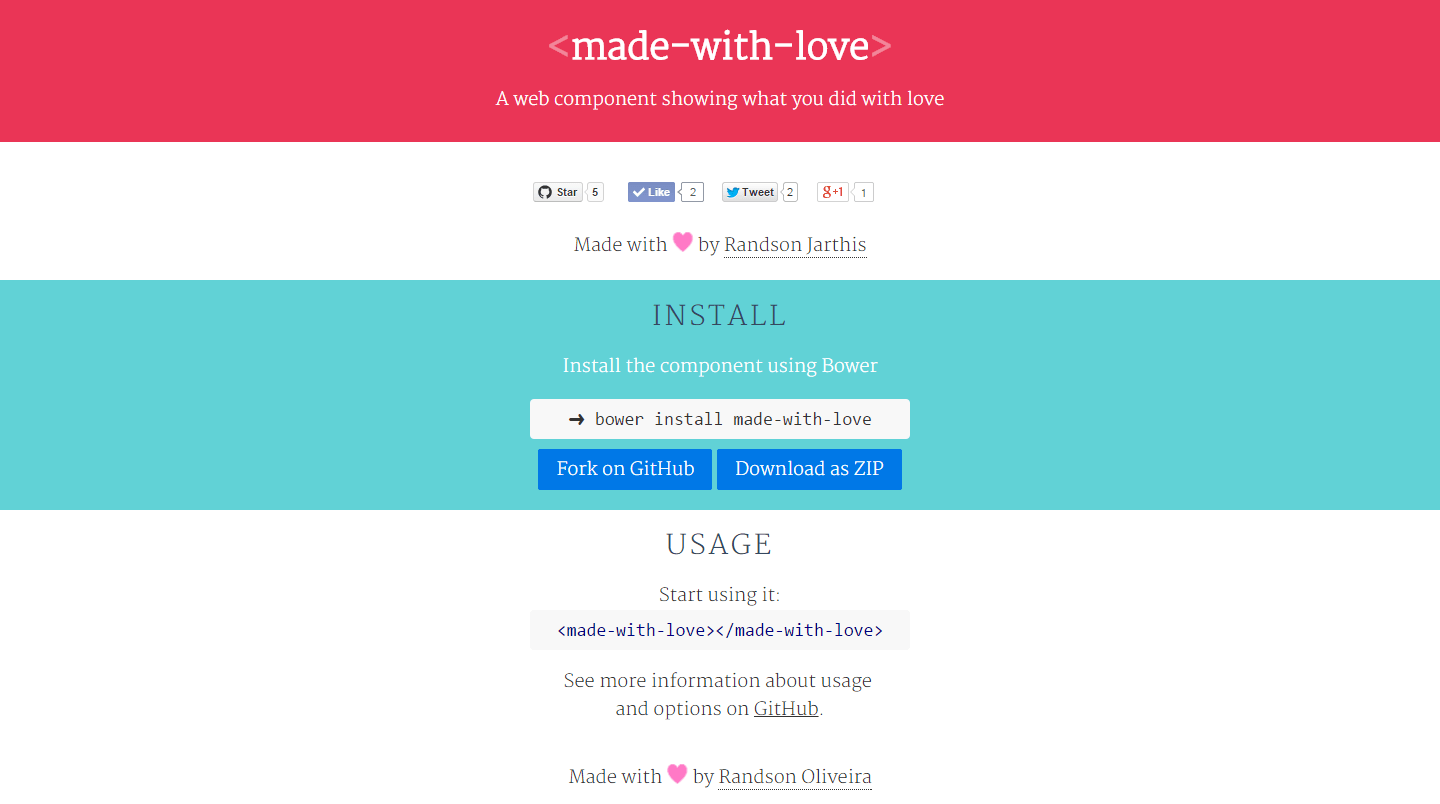 <made-with-love>
A web component showing what you did with love
Star 5 Like 2 Tweet 2 g+1 1
Made with by Randson Jarthis
INSTALL
Install the component using Bower
➜ bower install made-with-love
Fork on GitHub Download as ZIP
USAGE
Start using it:
<made-with-love></made-with-love>
See more information about usage
and options on GitHub.
Made with by Randson Oliveira